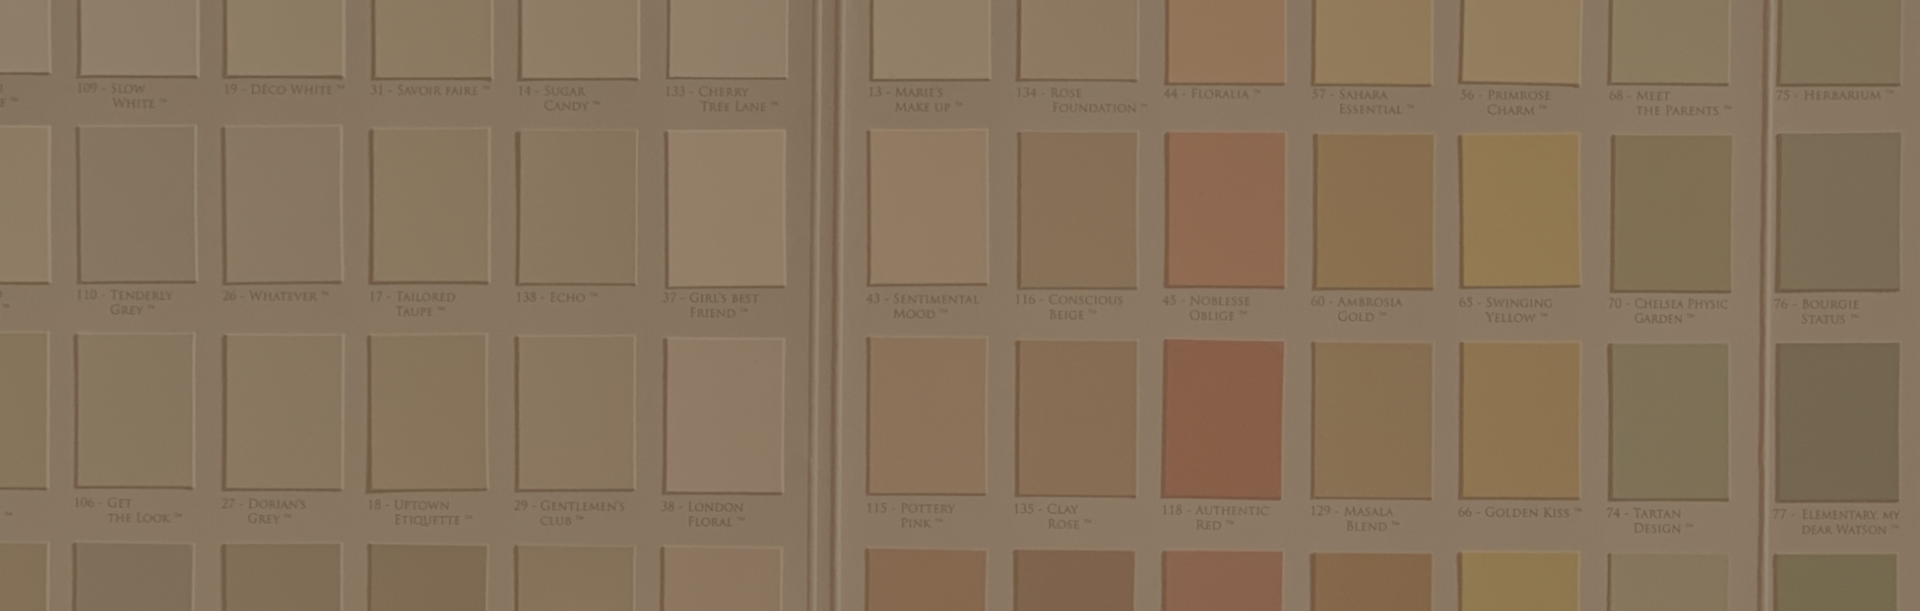 109 - SLOW
WHITE ™
19 - DÉCO WHITE ™
31 - SAVOIR FAIRE ™
14 - SUGAR
CANDY ™
133 - CHERRY
TREE LANE ™
13 - MARIE'S
MAKE UP ™
134 - ROSE
FOUNDATION ™
44 - FLORALIA ™
57 - SAHARA
ESSENTIAL ™
56 - PRIMROSE
CHARM ™
68 - MEET
THE PARENTS ™
75 - HERBARIUM ™
110 - TENDERLY
GREY ™
26 - WHATEVER ™
17 - TAILORED
TAUPE ™
138 - ECHO ™
37 - GIRL'S BEST
FRIEND ™
43 - SENTIMENTAL
MOOD ™
116 - CONSCIOUS
BEIGE ™
45 - NOBLESSE
OBLIGE ™
60 - AMBROSIA
GOLD ™
65 - SWINGING
YELLOW ™
70 - CHELSEA PHYSIC
GARDEN ™
76 - BOURGIE
STATUS ™
™
106 - GET
THE LOOK ™
27 - DORIAN'S
GREY ™
18 - UPTOWN
ETIQUETTE ™
29 - GENTLEMEN'S
CLUB ™
38 - LONDON
FLORAL ™
115 - POTTERY
PINK ™
135 - CLAY
ROSE ™
118 - AUTHENTIC
RED ™
129 - MASALA
BLEND ™
66 - GOLDEN KISS ™
74 - TARTAN
DESIGN ™
77 - ELEMENTARY, MY
DEAR WATSON ™